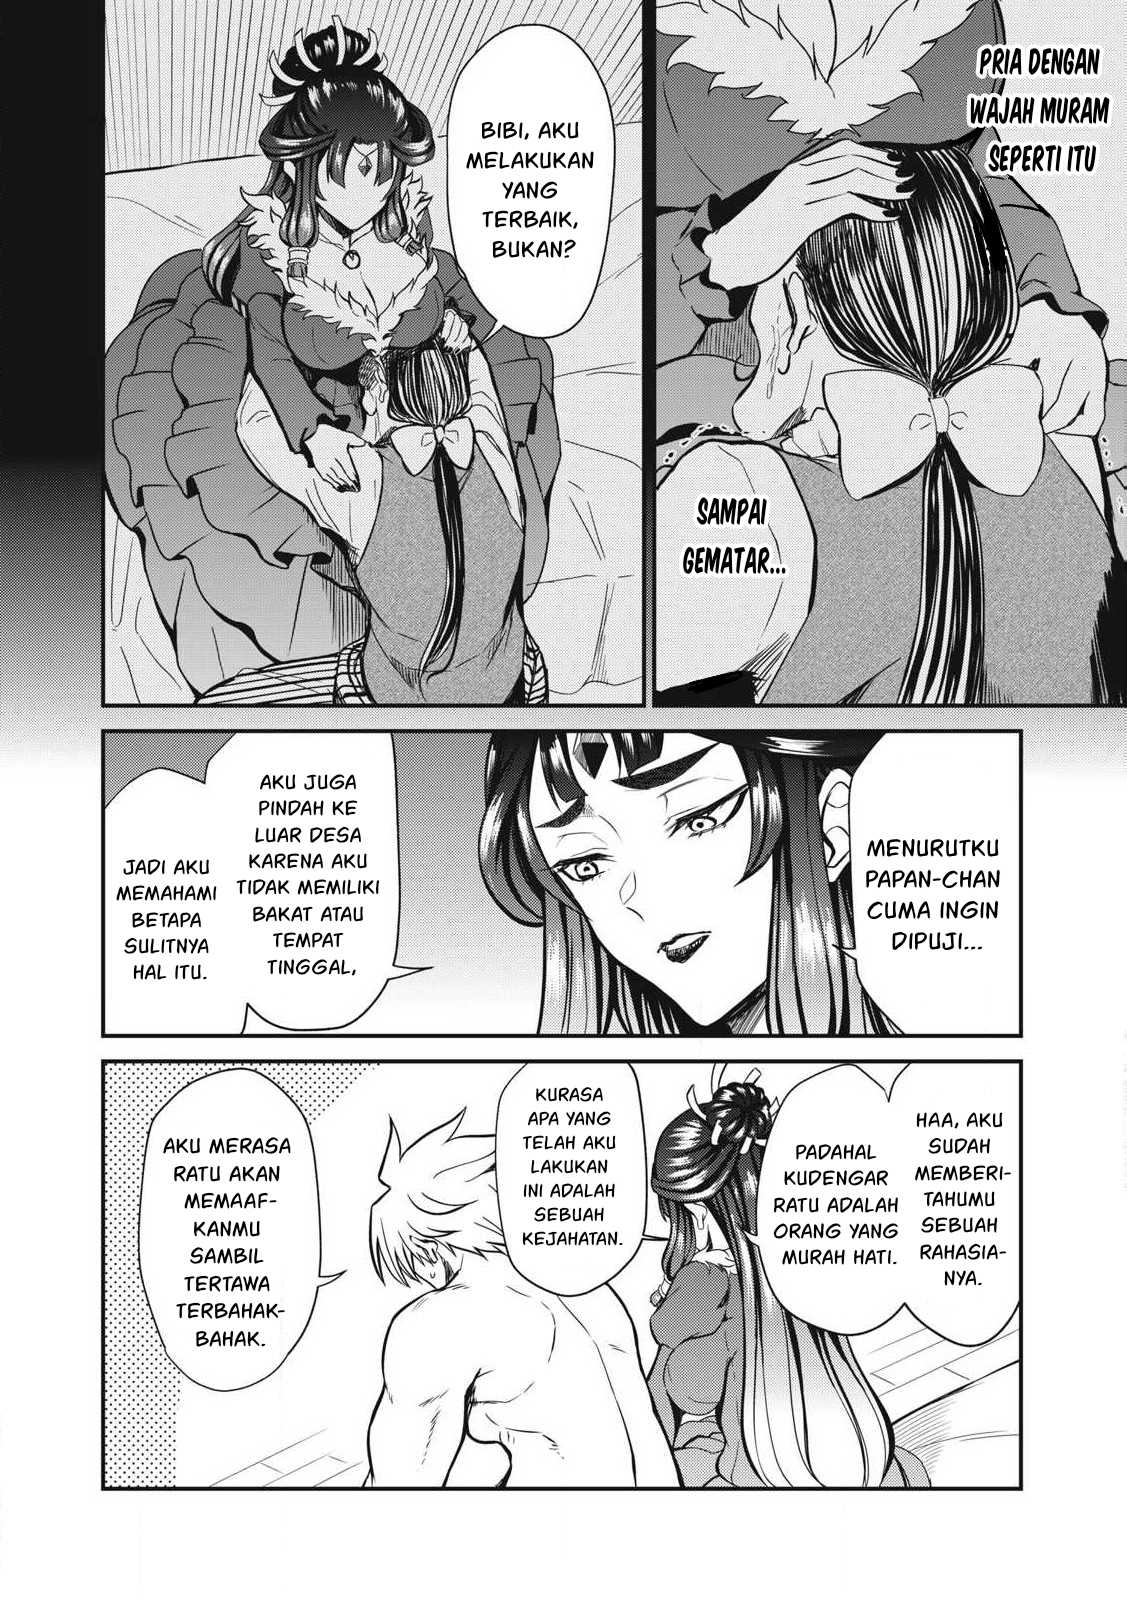 PRIA DENGAN
WAJAH MURAM
SEPERTI ITU
SAMPAI
GEMATAR...
BIBI, AKU
MELAKUKAN
YANG
TERBAIK,
BUKAN?
MENURUTKU
PAPAN-CHAN
CUMA INGIN
DIPUJI...
AKU JUGA
PINDAH KE
LUAR DESA
KARENA AKU
TIDAK MEMILIKI
BAKAT ATAU
TEMPAT
TINGGAL,
JADI AKU
MEMAHAMI
BETAPA
SULITNYA
HAL ITU.
HAA, AKU
SUDAH
MEMBERI-
TAHUMU
SEBUAH
RAHASIA-
NYA.
PADAHAL
KUDENGAR
RATU ADALAH
ORANG YANG
MURAH HATI.
KURASA
APA YANG
TELAH AKU
LAKUKAN
INI ADALAH
SEBUAH
KEJAHATAN.
AKU MERASA
RATU AKAN
MEMAAF-
KANMU
SAMBIL
TERTAWA
TERBAHAK-
BAHAK.